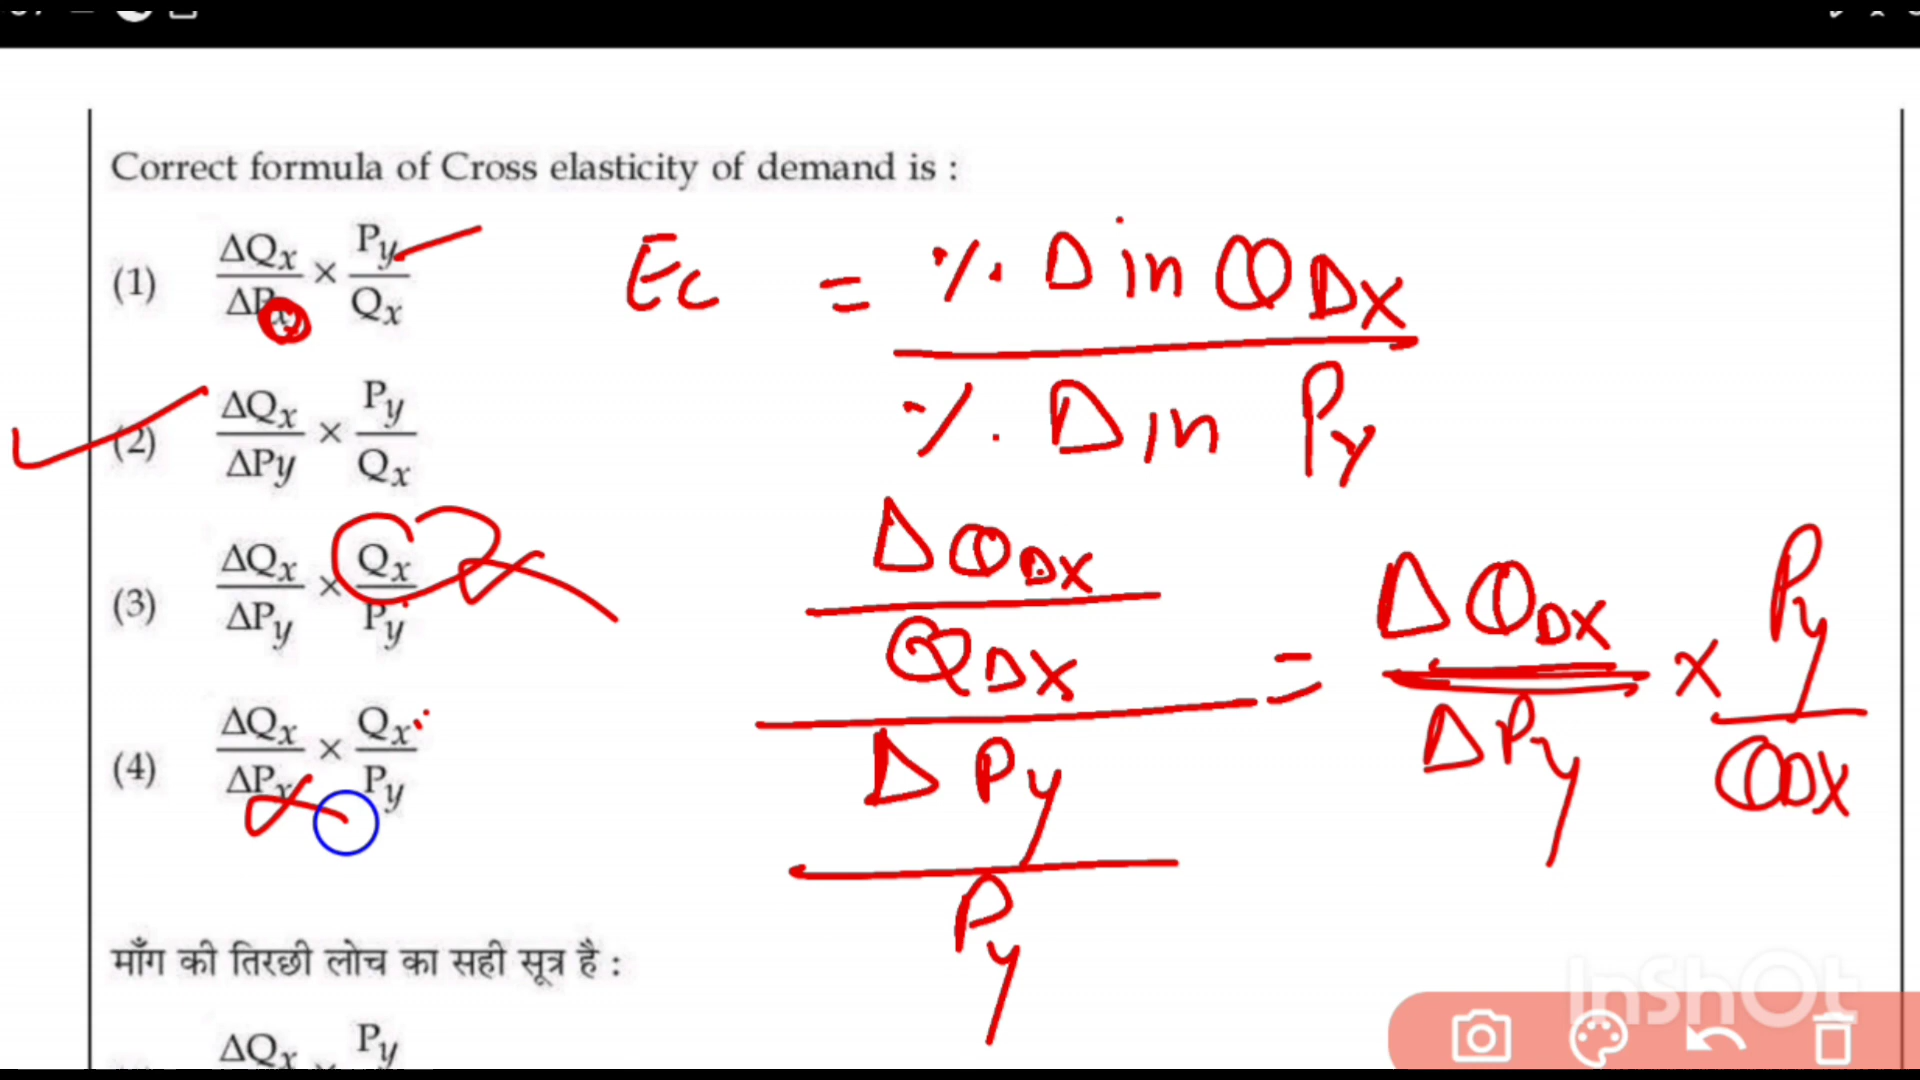 Correct formula of Cross elasticity of demand is :
(1) ΔQx / ΔPx × Py / Qx
(2) ΔQx / ΔPy × Py / Qx
(3) ΔQx / ΔPy × Qx / Py
(4) ΔQx / ΔPx × Qx / Py
माँग की तिरछी लोच का सही सूत्र है :
ΔQx × Py
Ec = % Δ in QDx / % Δ in Py
ΔQDx / QDx / ΔPy / Py = ΔQDx / ΔPy × Py / QDx
InShOt